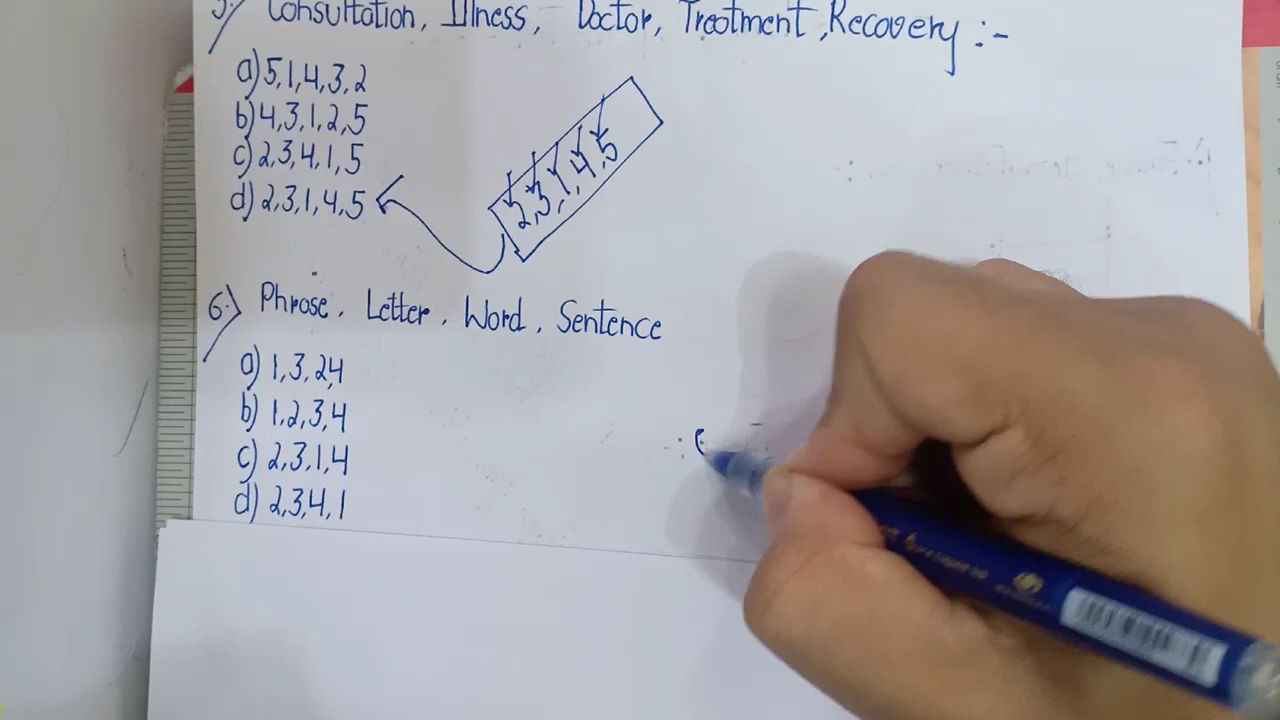 5.) Consultation, Illness, Doctor, Treatment, Recovery :-
a) 5,1,4,3,2
b) 4,3,1,2,5
c) 2,3,4,1,5
d) 2,3,1,4,5
2,3,1,4,5
6.) Phrase, Letter, Word, Sentence
a) 1,3,2,4
b) 1,2,3,4
c) 2,3,1,4
d) 2,3,4,1